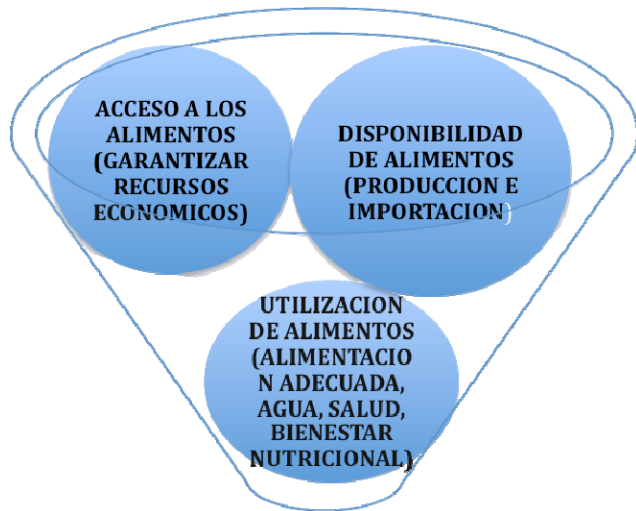 ACCESO A LOS
ALIMENTOS
(GARANTIZAR
RECURSOS
ECONOMICOS)
DISPONIBILIDAD
DE ALIMENTOS
(PRODUCCION E
IMPORTACION)
UTILIZACION
DE ALIMENTOS
(ALIMENTACIO
N ADECUADA,
AGUA, SALUD,
BIENESTAR
NUTRICIONAL)